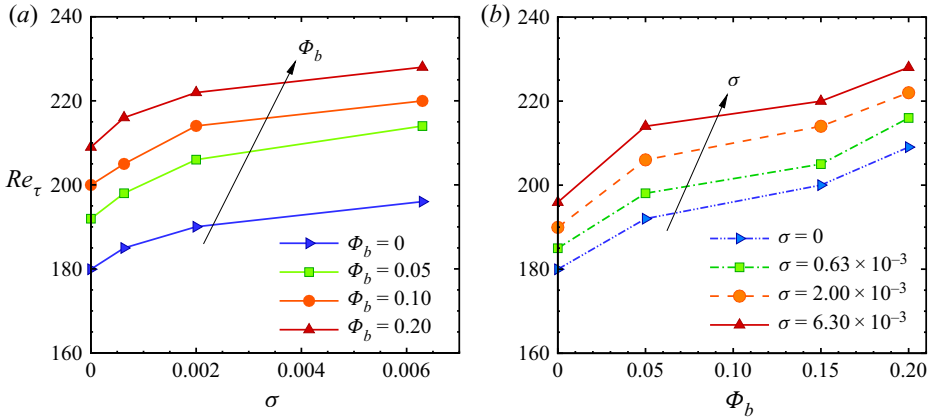 (a)
240
220
200
180
160
Re_τ
0
0.002
0.004
0.006
σ
Φ_b
Φ_b = 0
Φ_b = 0.05
Φ_b = 0.10
Φ_b = 0.20
(b)
240
220
200
180
160
0
0.05
0.10
0.15
0.20
Φ_b
σ
σ = 0
σ = 0.63 × 10⁻³
σ = 2.00 × 10⁻³
σ = 6.30 × 10⁻³